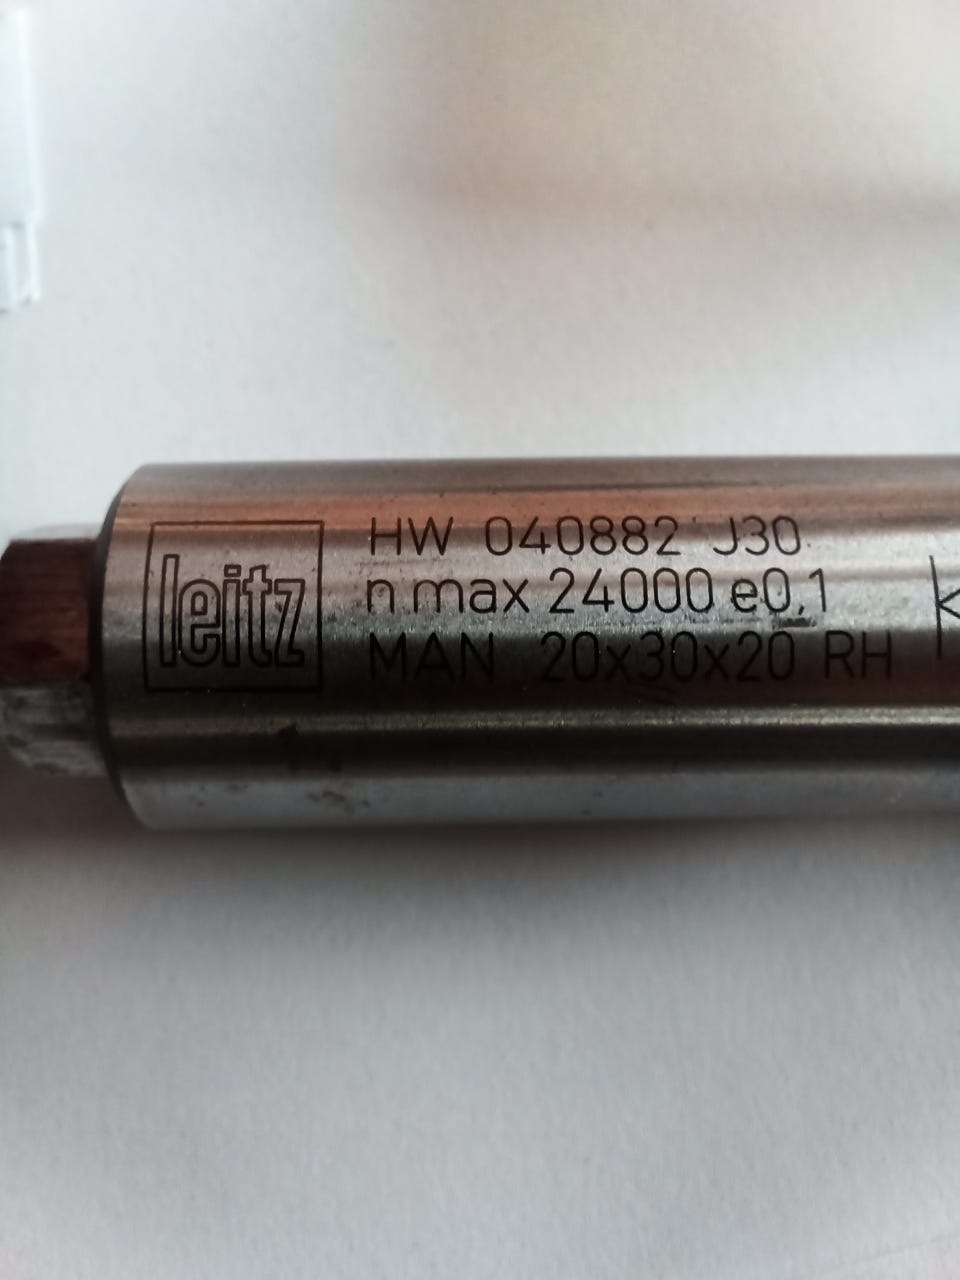 leitz
HW 040882 J30
n max 24000 e0,1
MAN 20x30x20 RH